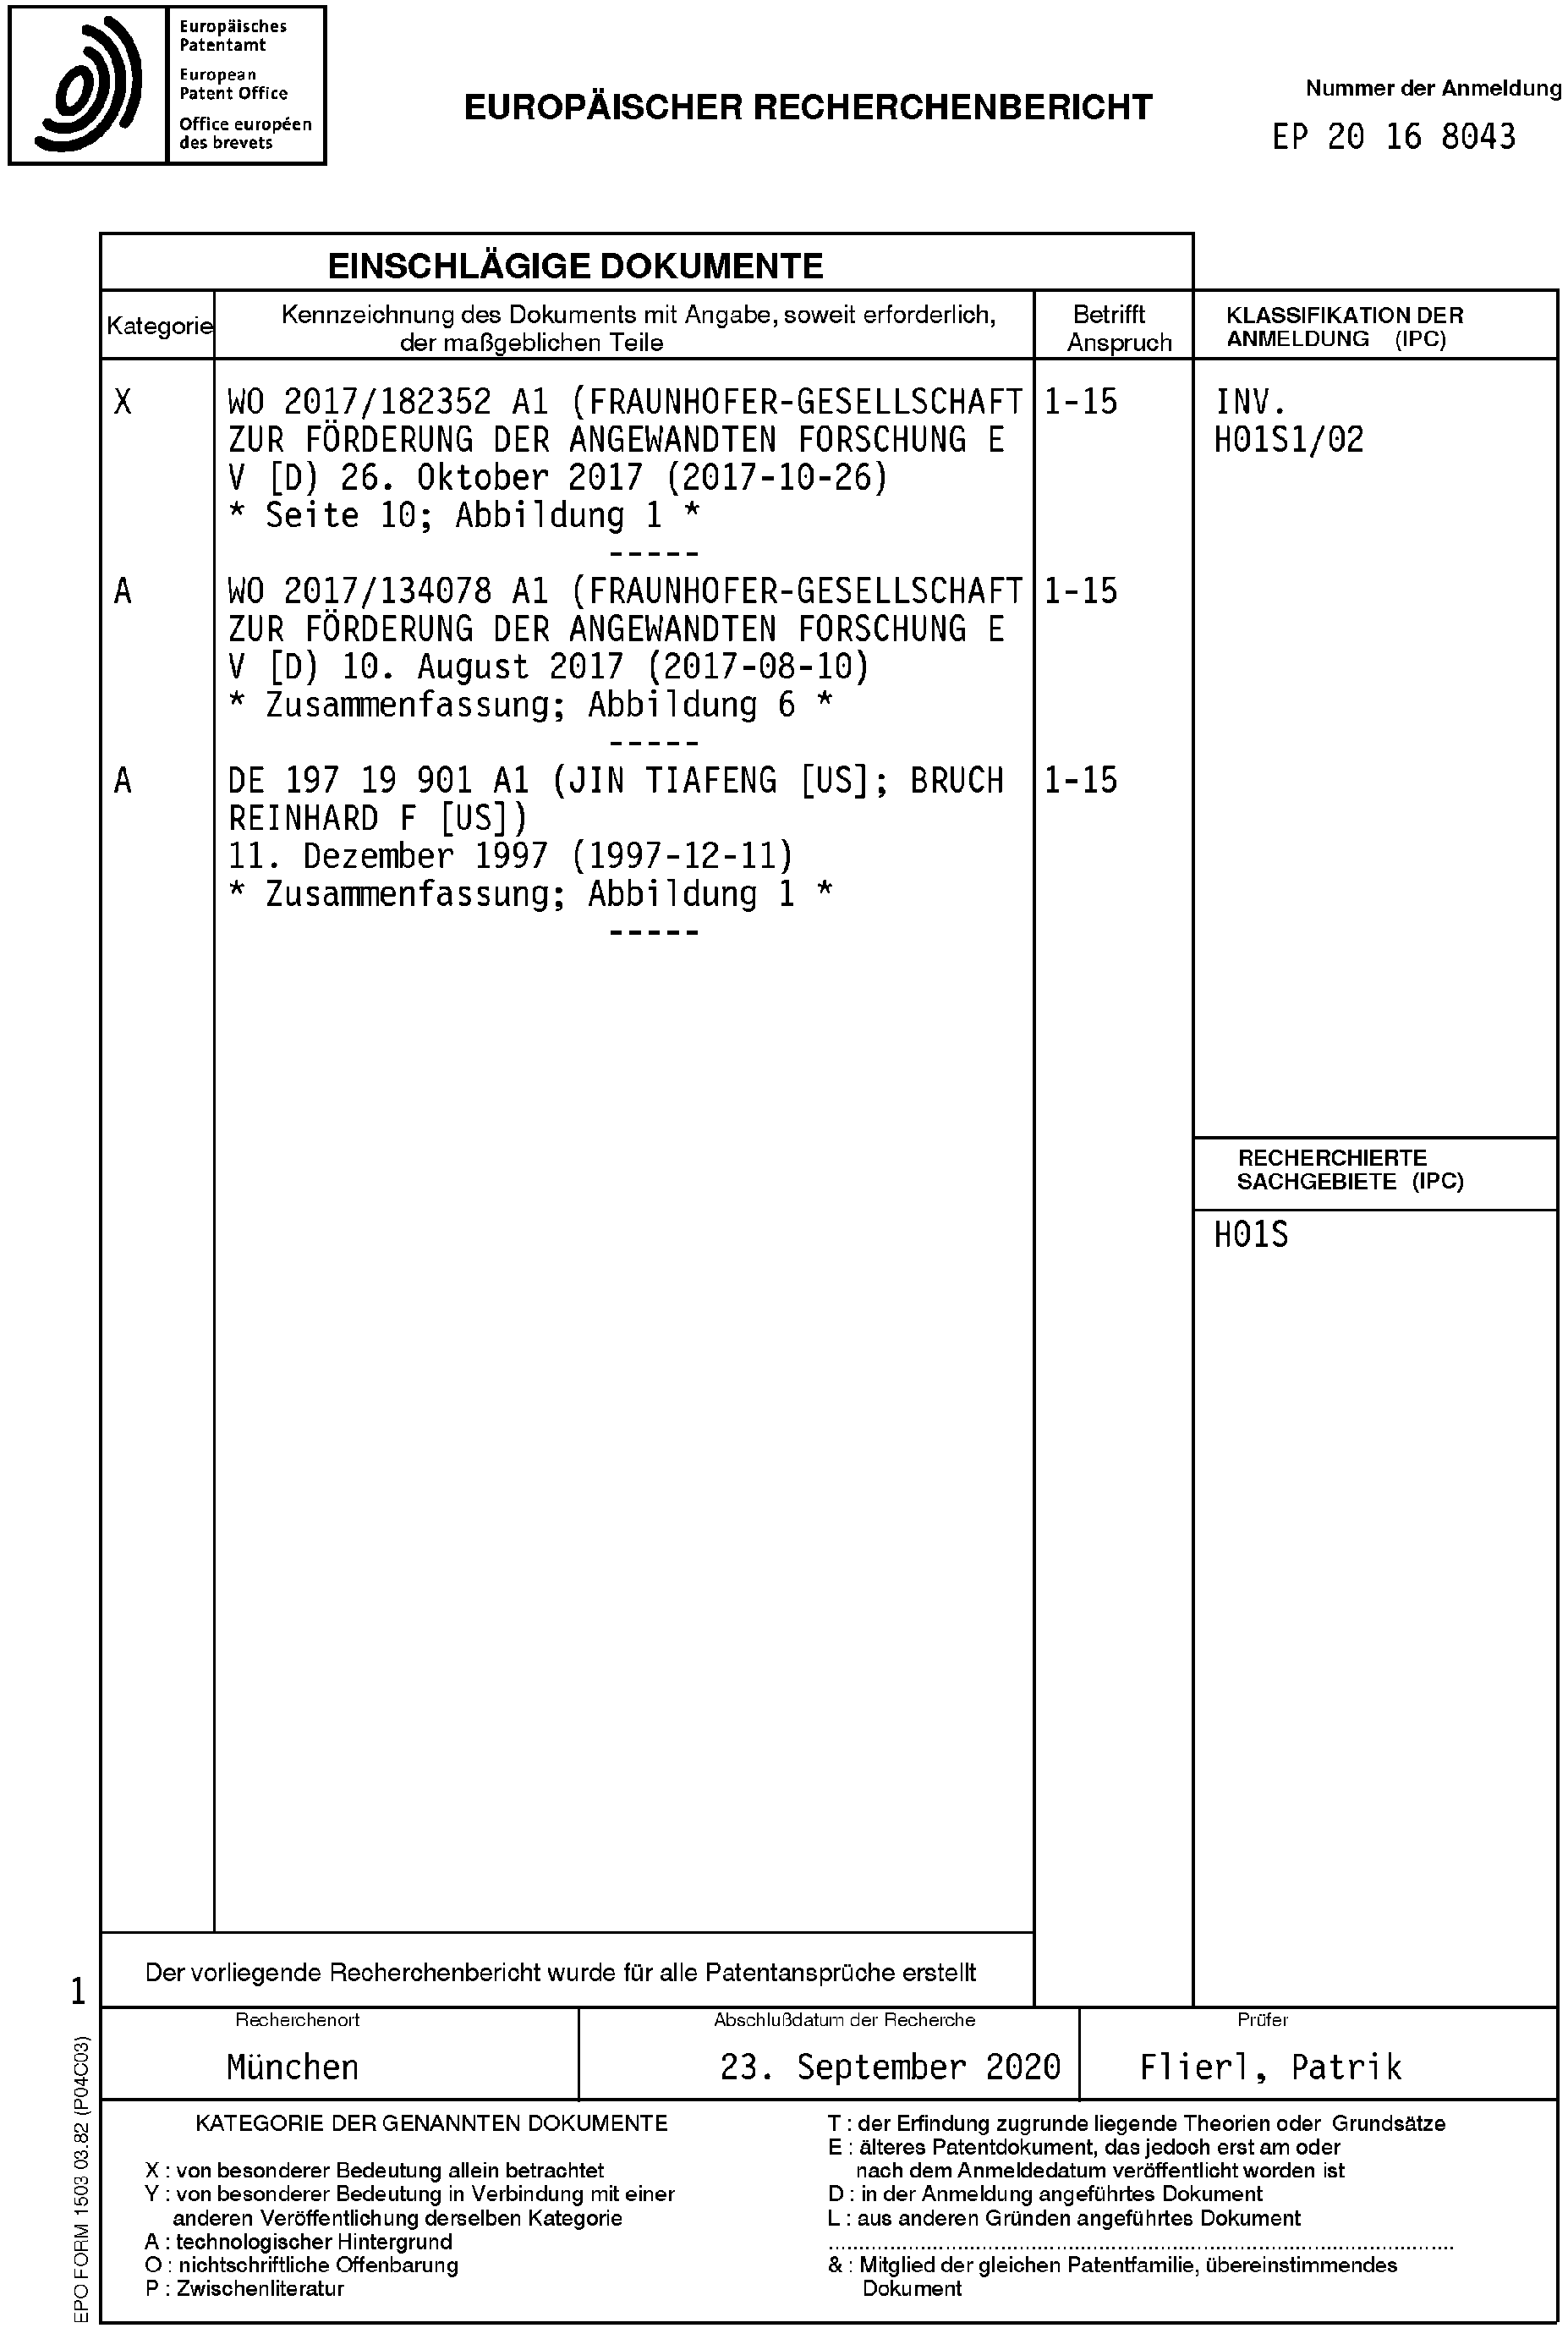 Europäisches
Patentamt
European
Patent Office
Office européen
des brevets
EUROPÄISCHER RECHERCHENBERICHT
Nummer der Anmeldung
EP 20 16 8043
EINSCHLÄGIGE DOKUMENTE
Kategorie
Kennzeichnung des Dokuments mit Angabe, soweit erforderlich,
der maßgeblichen Teile
Betrifft
Anspruch
KLASSIFIKATION DER
ANMELDUNG (IPC)
X
WO 2017/182352 A1 (FRAUNHOFER-GESELLSCHAFT
ZUR FÖRDERUNG DER ANGEWANDTEN FORSCHUNG E
V [D) 26. Oktober 2017 (2017-10-26)
* Seite 10; Abbildung 1 *
-----
1-15
INV.
H01S1/02
A
WO 2017/134078 A1 (FRAUNHOFER-GESELLSCHAFT
ZUR FÖRDERUNG DER ANGEWANDTEN FORSCHUNG E
V [D) 10. August 2017 (2017-08-10)
* Zusammenfassung; Abbildung 6 *
-----
1-15
A
DE 197 19 901 A1 (JIN TIAFENG [US]; BRUCH
REINHARD F [US])
11. Dezember 1997 (1997-12-11)
* Zusammenfassung; Abbildung 1 *
-----
1-15
RECHERCHIERTE
SACHGEBIETE (IPC)
H01S
Der vorliegende Recherchenbericht wurde für alle Patentansprüche erstellt
1
Recherchenort
München
Abschlußdatum der Recherche
23. September 2020
Prüfer
Flierl, Patrik
KATEGORIE DER GENANNTEN DOKUMENTE
X : von besonderer Bedeutung allein betrachtet
Y : von besonderer Bedeutung in Verbindung mit einer
anderen Veröffentlichung derselben Kategorie
A : technologischer Hintergrund
O : nichtschriftliche Offenbarung
P : Zwischenliteratur
T : der Erfindung zugrunde liegende Theorien oder Grundsätze
E : älteres Patentdokument, das jedoch erst am oder
nach dem Anmeldedatum veröffentlicht worden ist
D : in der Anmeldung angeführtes Dokument
L : aus anderen Gründen angeführtes Dokument
& : Mitglied der gleichen Patentfamilie, übereinstimmendes
Dokument
EPO FORM 1503 03.82 (P04C03)